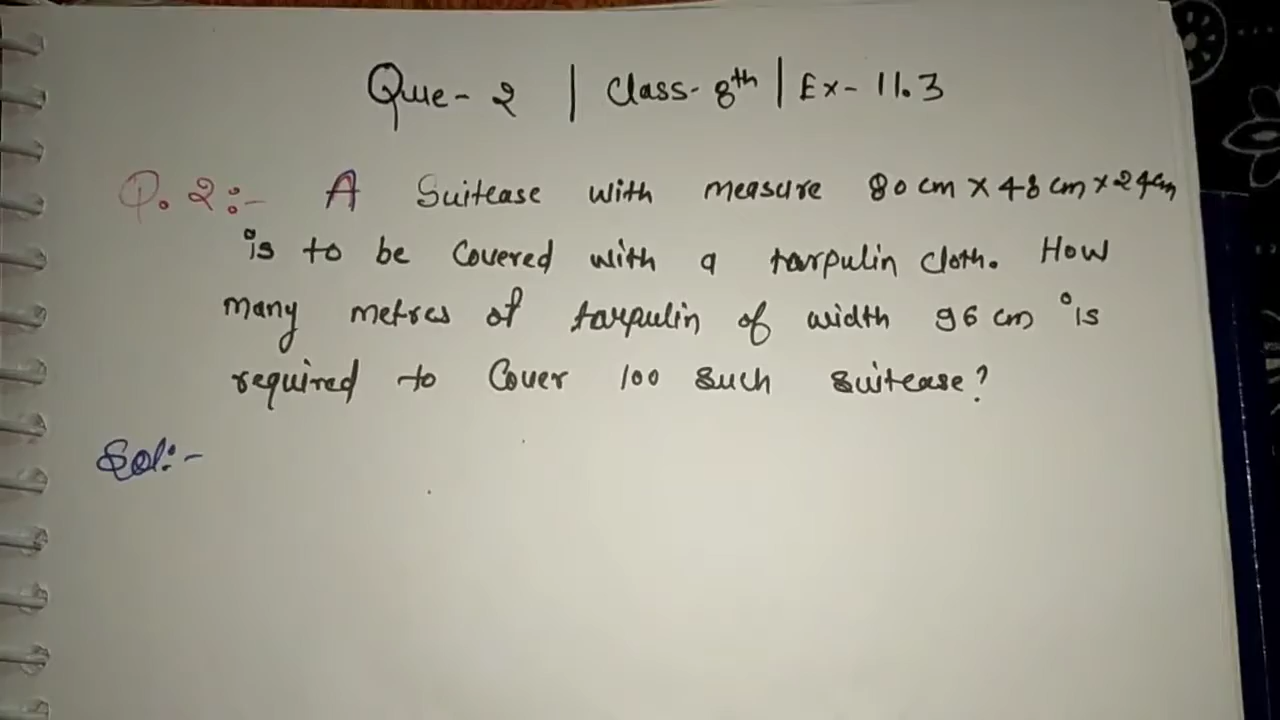 Que- 2 | Class- 8th | Ex- 11.3
Q. 2:- A Suitcase with measure 80 cm x 48 cm x 24 cm
is to be Covered with a tarpulin cloth. How
many metres of tarpulin of width 96 cm is
required to Cover 100 such suitcase?
Sol:-